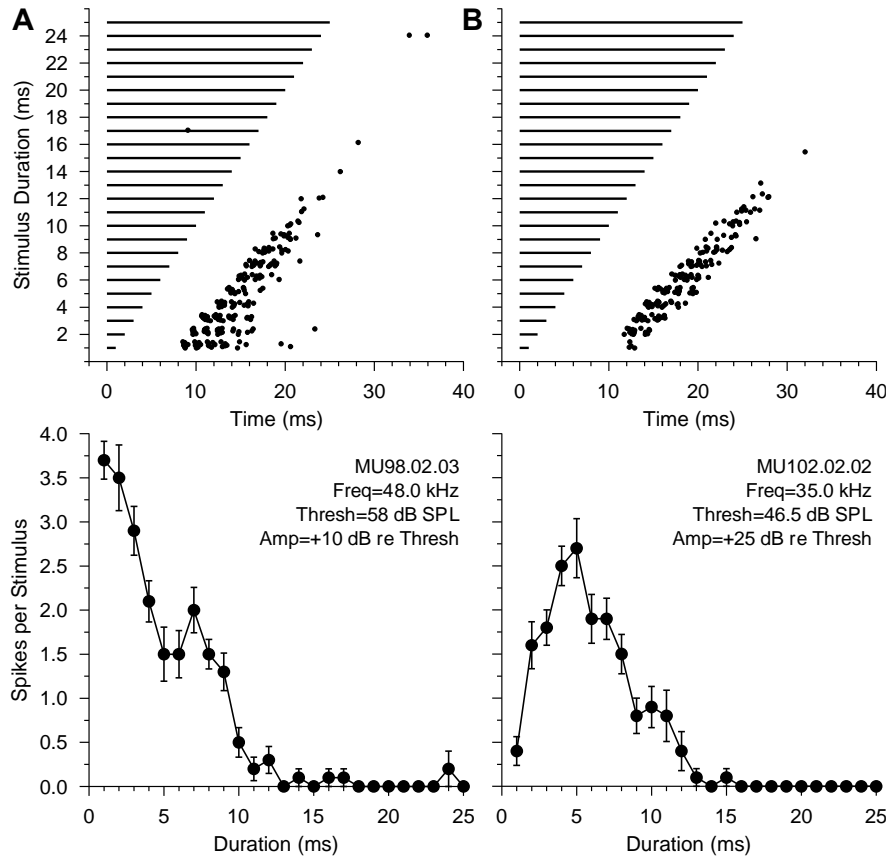 A
B
Stimulus Duration (ms)
24
22
20
18
16
14
12
10
8
6
4
2
0 10 20 30 40
Time (ms)
0 10 20 30 40
Time (ms)
Spikes per Stimulus
4.0
3.5
3.0
2.5
2.0
1.5
1.0
0.5
0.0
MU98.02.03
Freq=48.0 kHz
Thresh=58 dB SPL
Amp=+10 dB re Thresh
MU102.02.02
Freq=35.0 kHz
Thresh=46.5 dB SPL
Amp=+25 dB re Thresh
0 5 10 15 20 25
Duration (ms)
0 5 10 15 20 25
Duration (ms)